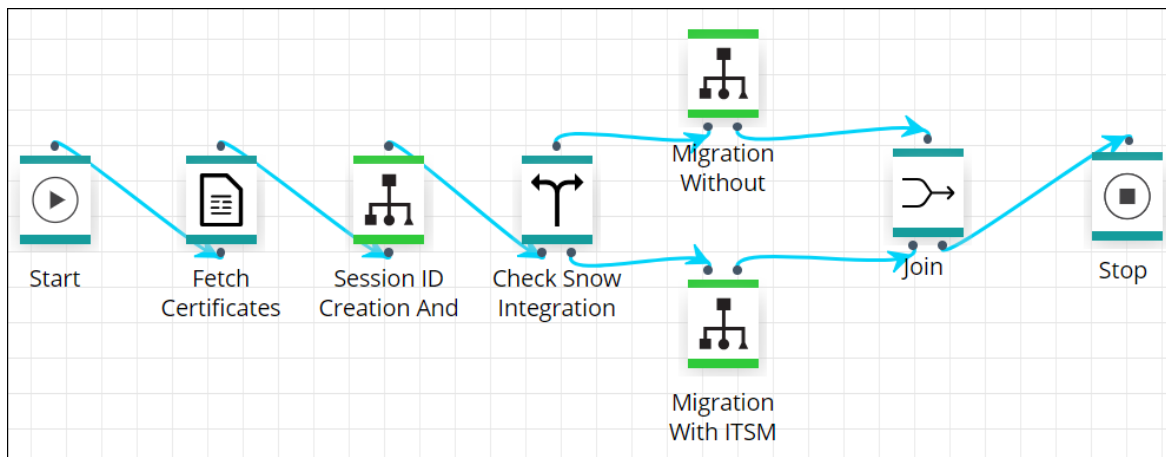 Start
Fetch
Certificates
Session ID
Creation And
Check Snow
Integration
Migration
Without
Migration
With ITSM
Join
Stop